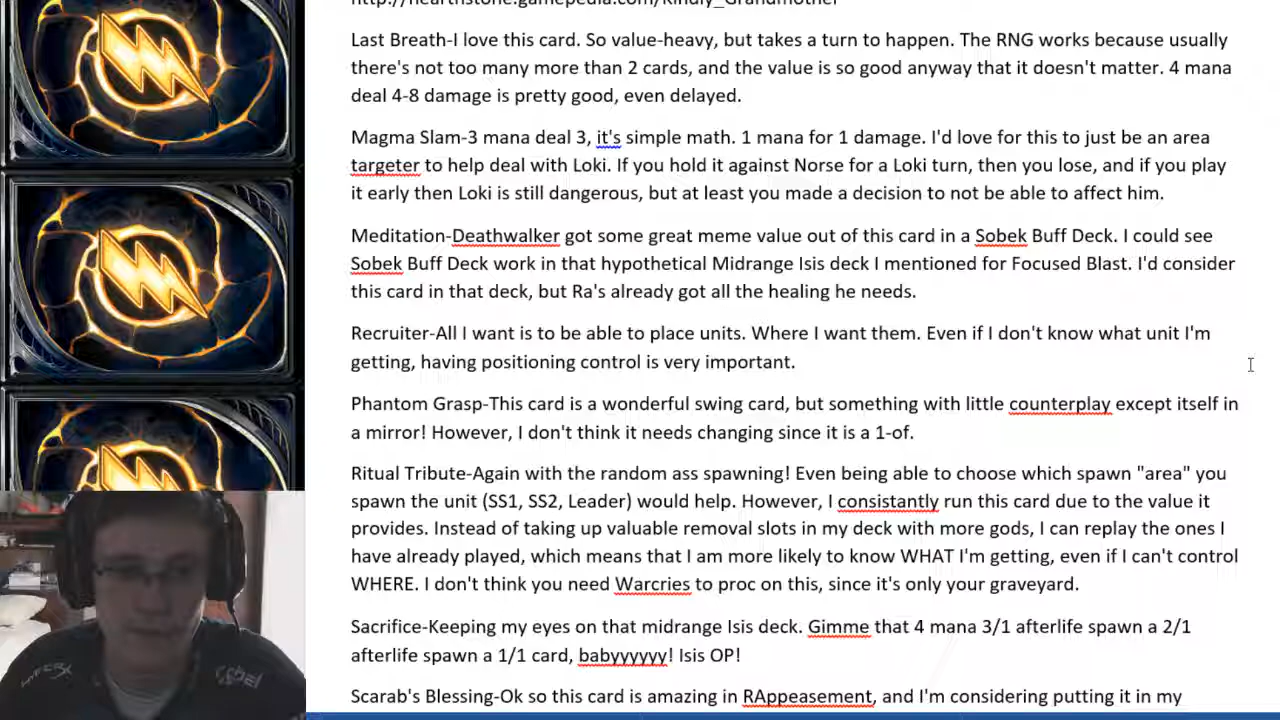 http://hearthstone.gamepedia.com/Kindly_Grandmother
Last Breath-I love this card. So value-heavy, but takes a turn to happen. The RNG works because usually
there's not too many more than 2 cards, and the value is so good anyway that it doesn't matter. 4 mana
deal 4-8 damage is pretty good, even delayed.
Magma Slam-3 mana deal 3, it's simple math. 1 mana for 1 damage. I'd love for this to just be an area
targeter to help deal with Loki. If you hold it against Norse for a Loki turn, then you lose, and if you play
it early then Loki is still dangerous, but at least you made a decision to not be able to affect him.
Meditation-Deathwalker got some great meme value out of this card in a Sobek Buff Deck. I could see
Sobek Buff Deck work in that hypothetical Midrange Isis deck I mentioned for Focused Blast. I'd consider
this card in that deck, but Ra's already got all the healing he needs.
Recruiter-All I want is to be able to place units. Where I want them. Even if I don't know what unit I'm
getting, having positioning control is very important.
Phantom Grasp-This card is a wonderful swing card, but something with little counterplay except itself in
a mirror! However, I don't think it needs changing since it is a 1-of.
Ritual Tribute-Again with the random ass spawning! Even being able to choose which spawn "area" you
spawn the unit (SS1, SS2, Leader) would help. However, I consistantly run this card due to the value it
provides. Instead of taking up valuable removal slots in my deck with more gods, I can replay the ones I
have already played, which means that I am more likely to know WHAT I'm getting, even if I can't control
WHERE. I don't think you need Warcries to proc on this, since it's only your graveyard.
Sacrifice-Keeping my eyes on that midrange Isis deck. Gimme that 4 mana 3/1 afterlife spawn a 2/1
afterlife spawn a 1/1 card, babyyyyyy! Isis OP!
Scarab's Blessing-Ok so this card is amazing in RAppeasement, and I'm considering putting it in my